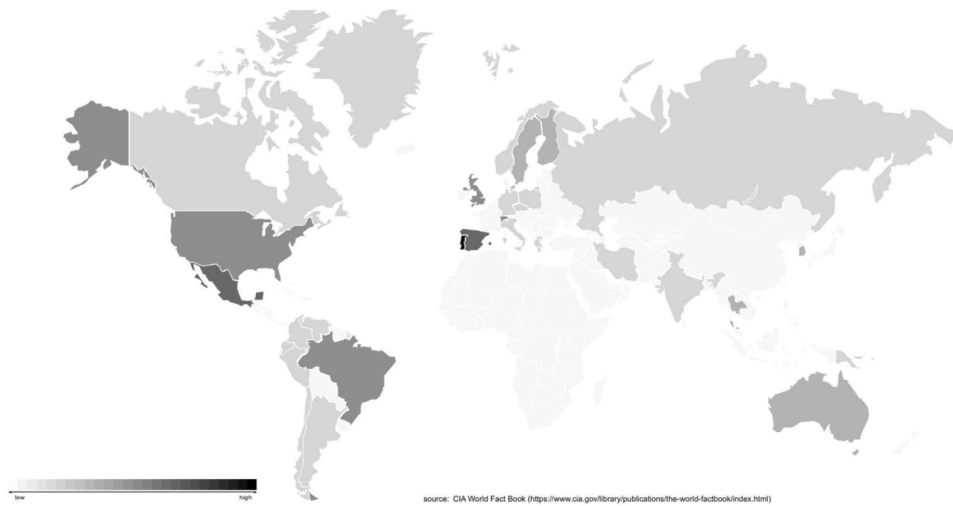 low high
source: CIA World Fact Book (https://www.cia.gov/library/publications/the-world-factbook/index.html)